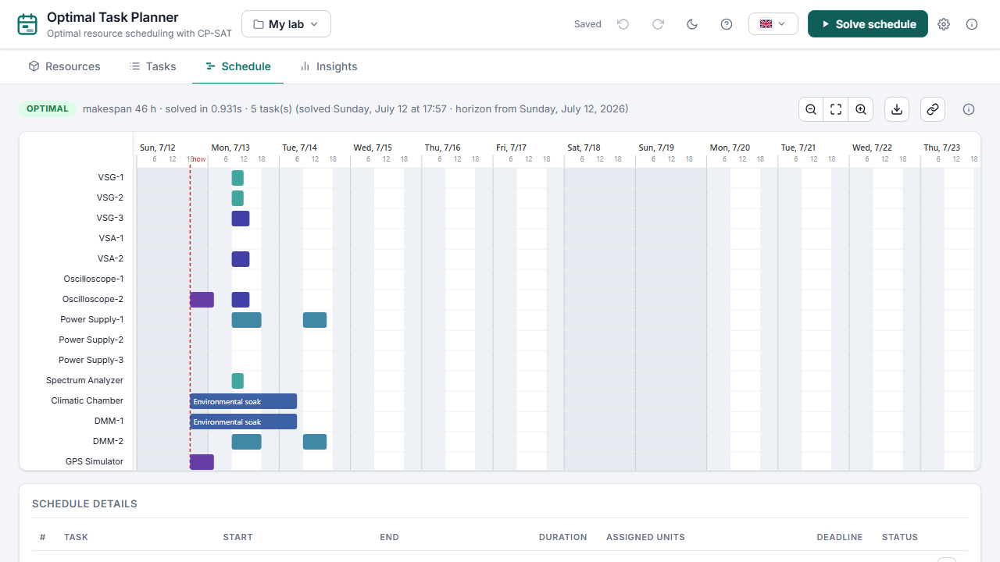 Optimal Task Planner
Optimal resource scheduling with CP-SAT
My lab
Saved
Solve schedule
Resources
Tasks
Schedule
Insights
OPTIMAL
makespan 46 h · solved in 0.931s · 5 task(s) (solved Sunday, July 12 at 17:57 · horizon from Sunday, July 12, 2026)
Sun, 7/12 Mon, 7/13 Tue, 7/14 Wed, 7/15 Thu, 7/16 Fri, 7/17 Sat, 7/18 Sun, 7/19 Mon, 7/20 Tue, 7/21 Wed, 7/22 Thu, 7/23
6 12 18 now 6 12 18 6 12 18 6 12 18 6 12 18 6 12 18 6 12 18 6 12 18 6 12 18 6 12 18 6 12 18 6 12 18
VSG-1
VSG-2
VSG-3
VSA-1
VSA-2
Oscilloscope-1
Oscilloscope-2
Power Supply-1
Power Supply-2
Power Supply-3
Spectrum Analyzer
Climatic Chamber Environmental soak
DMM-1 Environmental soak
DMM-2
GPS Simulator
SCHEDULE DETAILS
# TASK START END DURATION ASSIGNED UNITS DEADLINE STATUS